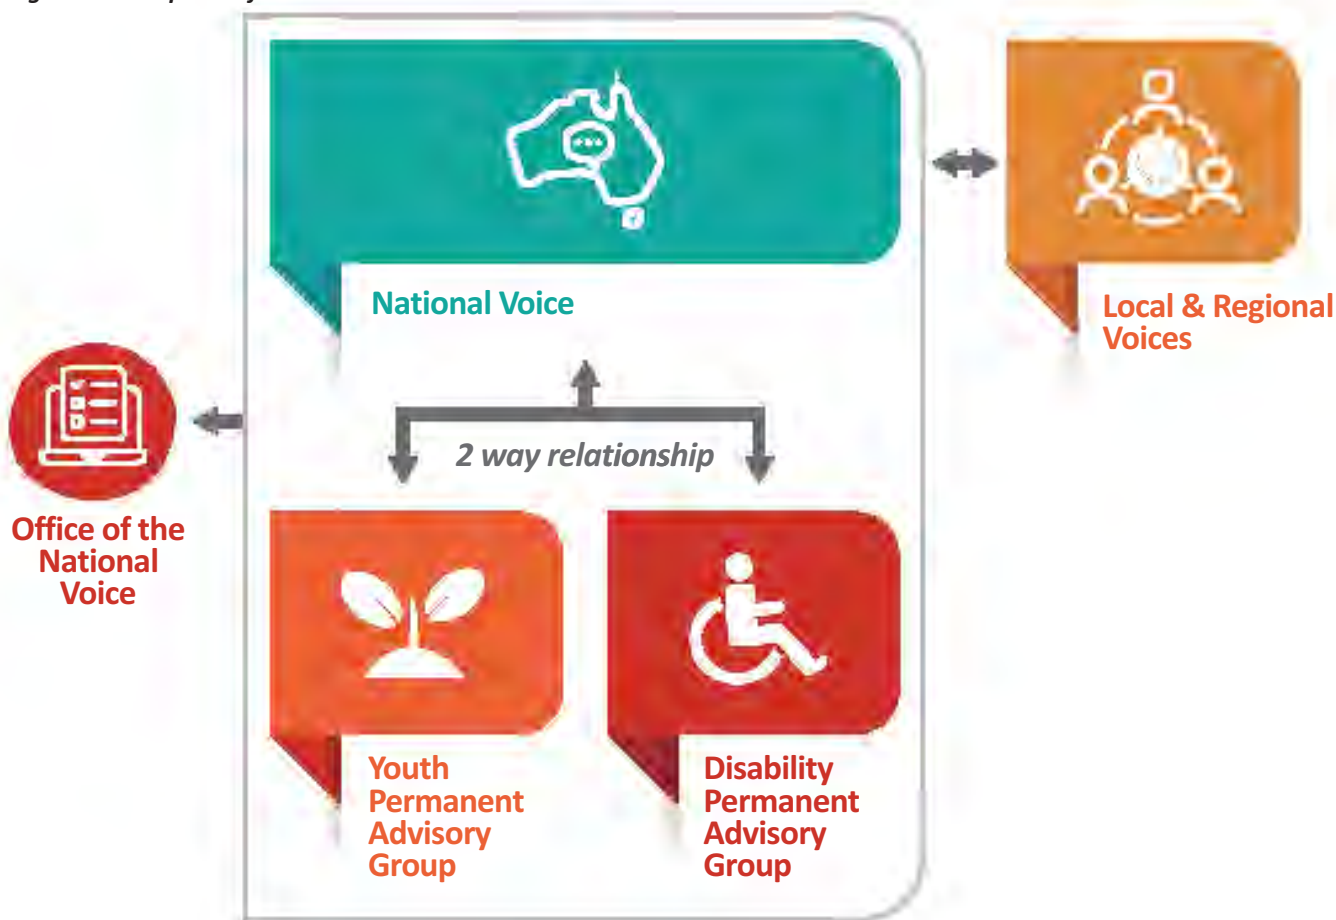 National Voice
Local & Regional
Voices
2 way relationship
Office of the
National
Voice
Youth
Permanent
Advisory
Group
Disability
Permanent
Advisory
Group